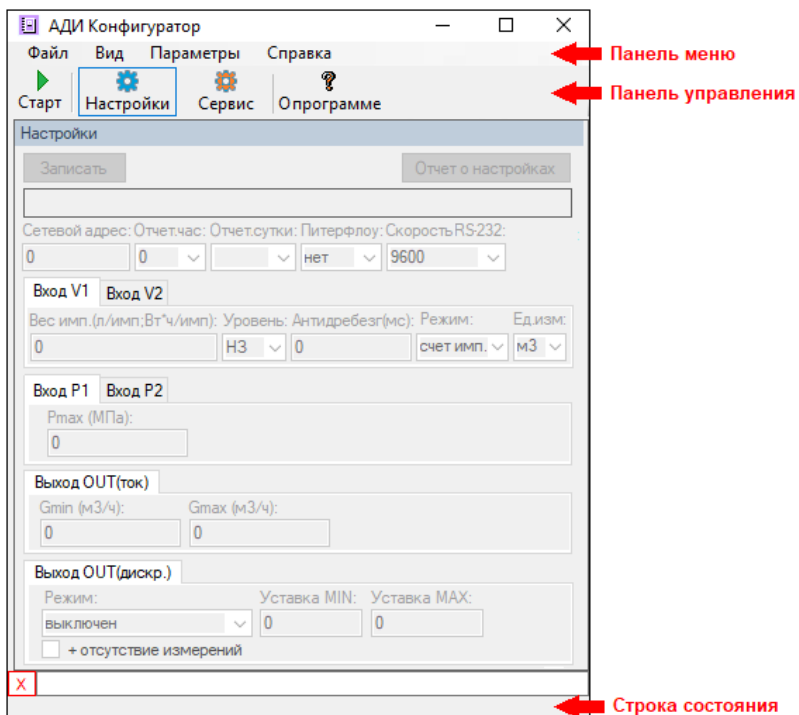 АДИ Конфигуратор
Файл Вид Параметры Справка
Панель меню
Старт Настройки Сервис О программе
Панель управления
Настройки
Записать Отчет о настройках
Сетевой адрес: Отчет.час: Отчет.сутки: Питерфлоу: Скорость RS-232:
0 0 нет 9600
Вход V1 Вход V2
Вес имп.(л/имп;Вт*ч/имп): Уровень: Антидребезг(мс): Режим: Ед.изм:
0 НЗ 0 счет имп. м3
Вход P1 Вход P2
Pmax (МПа):
0
Выход OUT(ток)
Gmin (м3/ч): Gmax (м3/ч):
0 0
Выход OUT(дискр.)
Режим: Уставка MIN: Уставка MAX:
выключен 0 0
+ отсутствие измерений
X
Строка состояния